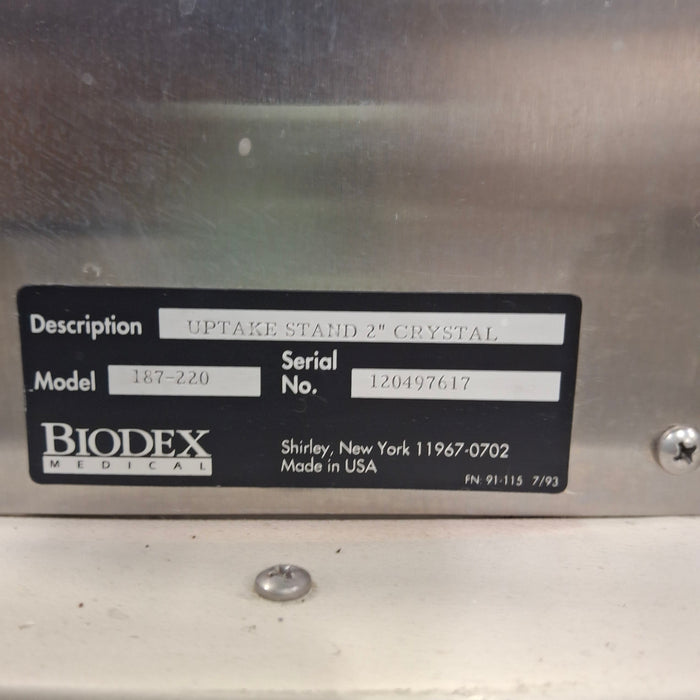 Description UPTAKE STAND 2" CRYSTAL
Model 187-220 Serial No. 120497617
BIODEX
MEDICAL
Shirley, New York 11967-0702
Made in USA
FN: 91-115 7/93